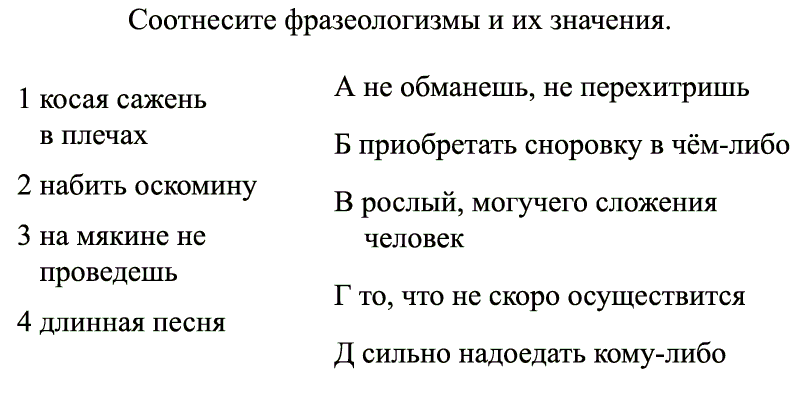 Соотнесите фразеологизмы и их значения.
1 косая сажень
в плечах
2 набить оскомину
3 на мякине не
проведешь
4 длинная песня
А не обманешь, не перехитришь
Б приобретать сноровку в чём-либо
В рослый, могучего сложения
человек
Г то, что не скоро осуществится
Д сильно надоедать кому-либо